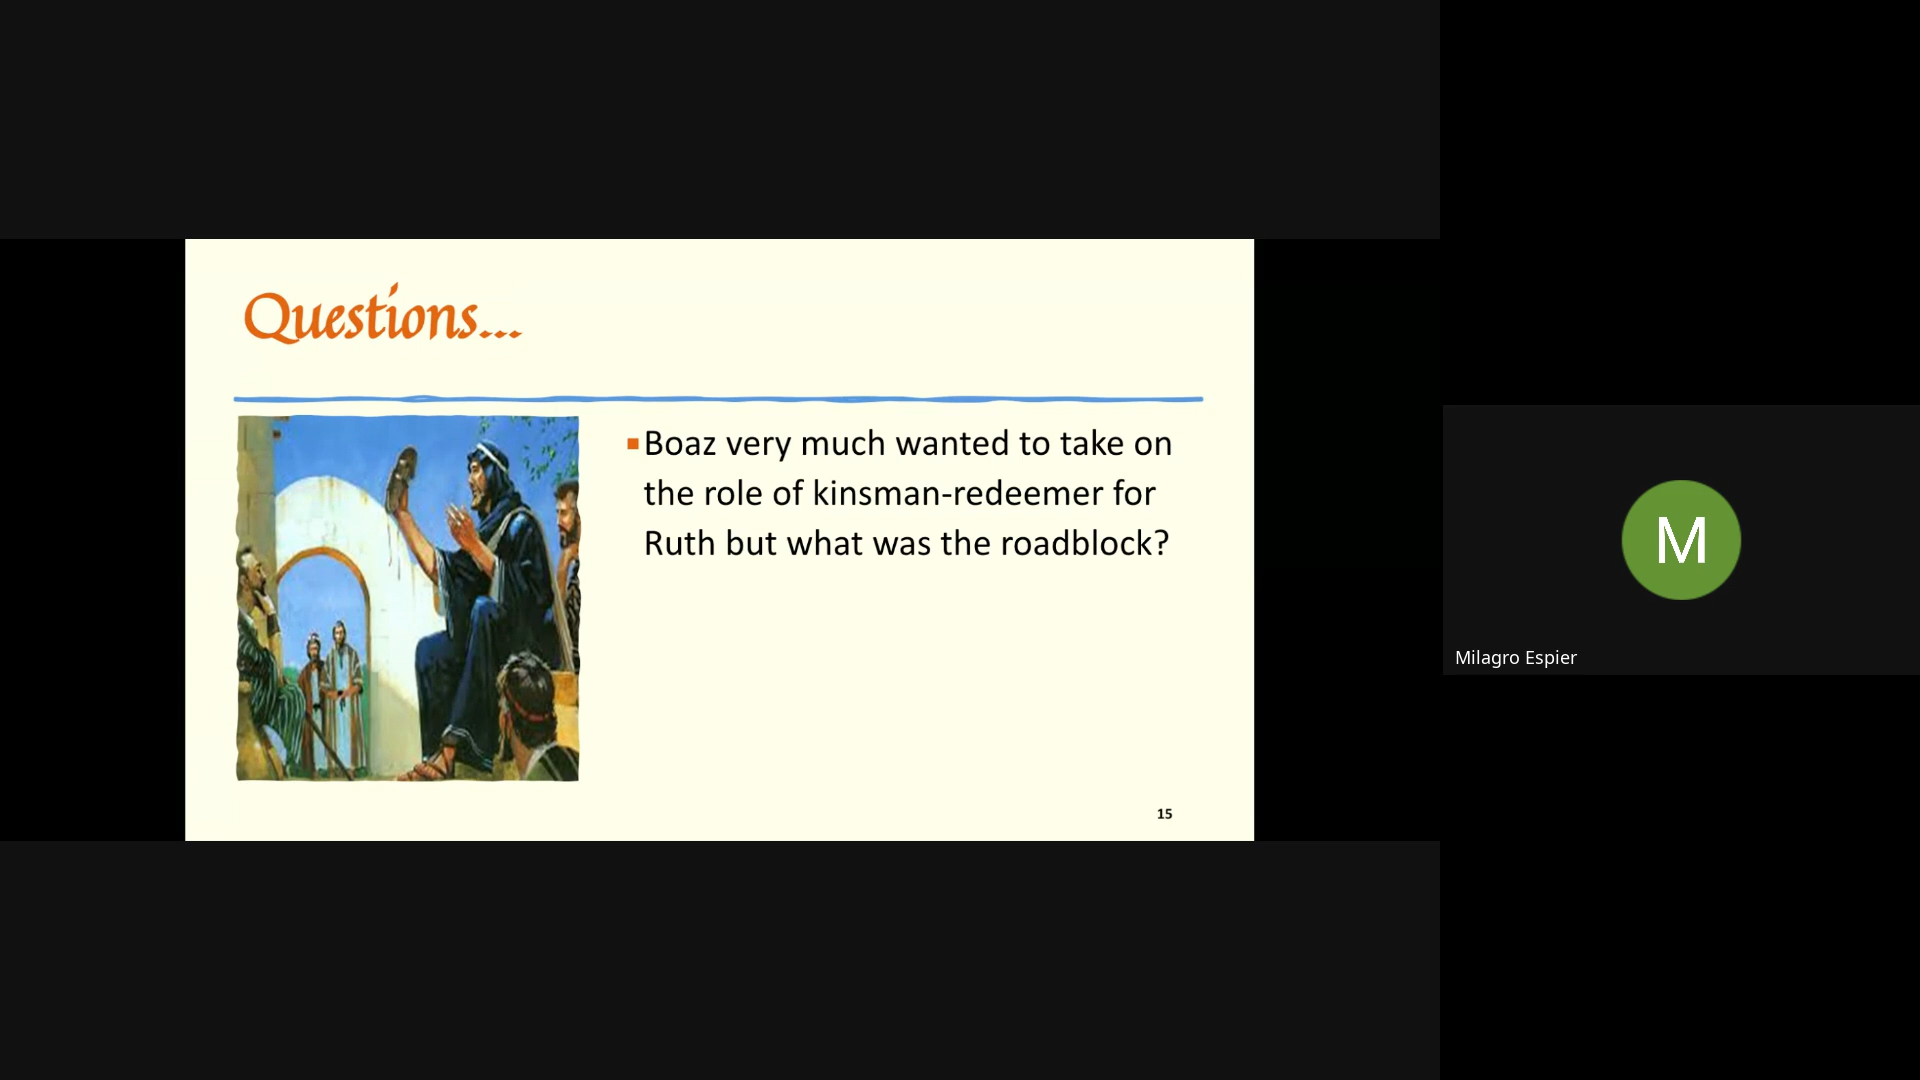 Questions...
Boaz very much wanted to take on
the role of kinsman-redeemer for
Ruth but what was the roadblock?
15
M
Milagro Espier